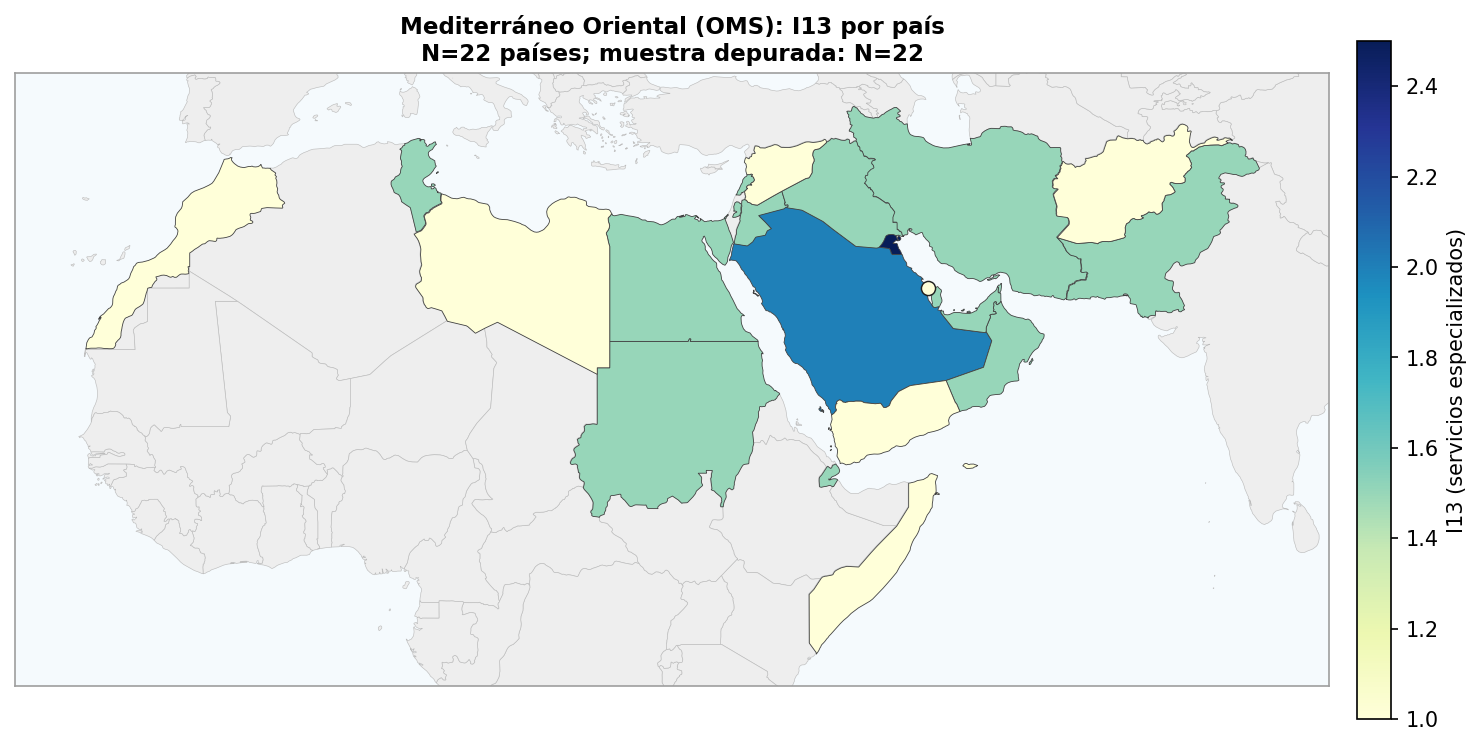 Mediterráneo Oriental (OMS): I13 por país
N=22 países; muestra depurada: N=22
2.4
2.2
2.0
1.8
1.6
1.4
1.2
1.0
I13 (servicios especializados)